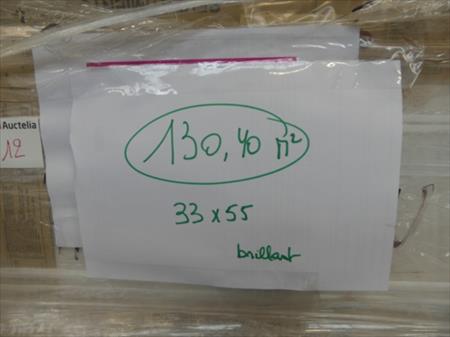 Auctelia
12
130,40 m²
33 x 55
brillant